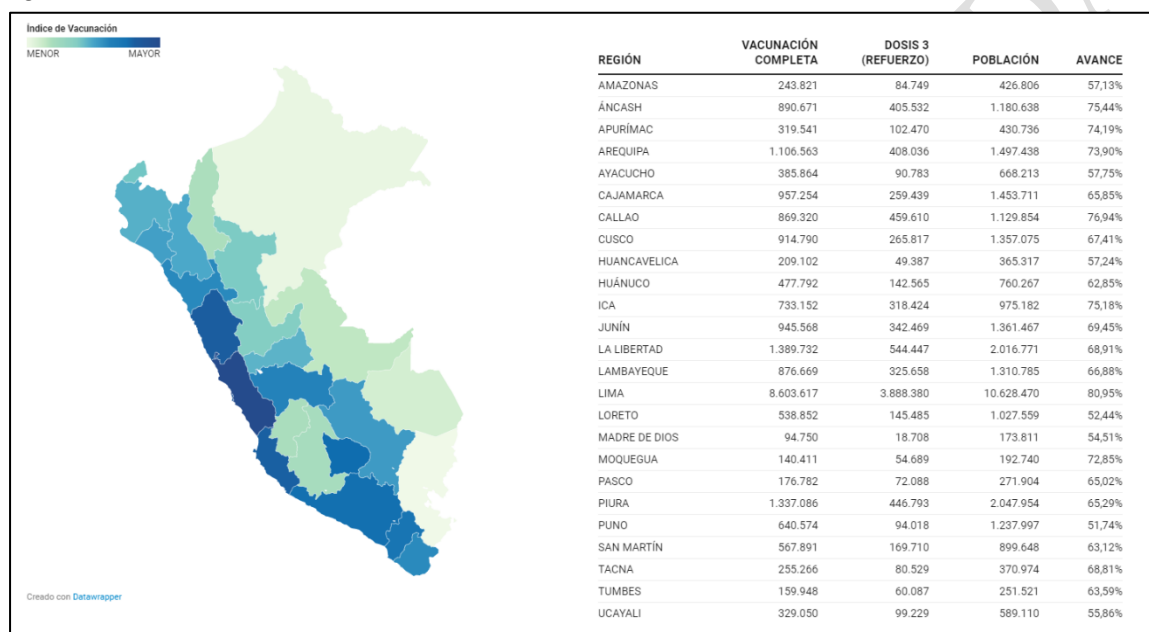 Índice de Vacunación
MENOR MAYOR
REGIÓN VACUNACIÓN COMPLETA DOSIS 3 (REFUERZO) POBLACIÓN AVANCE
AMAZONAS 243.821 84.749 426.806 57,13%
ÁNCASH 890.671 405.532 1.180.638 75,44%
APURÍMAC 319.541 102.470 430.736 74,19%
AREQUIPA 1.106.563 408.036 1.497.438 73,90%
AYACUCHO 385.864 90.783 668.213 57,75%
CAJAMARCA 957.254 259.439 1.453.711 65,85%
CALLAO 869.320 459.610 1.129.854 76,94%
CUSCO 914.790 265.817 1.357.075 67,41%
HUANCAVELICA 209.102 49.387 365.317 57,24%
HUÁNUCO 477.792 142.565 760.267 62,85%
ICA 733.152 318.424 975.182 75,18%
JUNÍN 945.568 342.469 1.361.467 69,45%
LA LIBERTAD 1.389.732 544.447 2.016.771 68,91%
LAMBAYEQUE 876.669 325.658 1.310.785 66,88%
LIMA 8.603.617 3.888.380 10.628.470 80,95%
LORETO 538.852 145.485 1.027.559 52,44%
MADRE DE DIOS 94.750 18.708 173.811 54,51%
MOQUEGUA 140.411 54.689 192.740 72,85%
PASCO 176.782 72.088 271.904 65,02%
PIURA 1.337.086 446.793 2.047.954 65,29%
PUNO 640.574 94.018 1.237.997 51,74%
SAN MARTÍN 567.891 169.710 899.648 63,12%
TACNA 255.266 80.529 370.974 68,81%
TUMBES 159.948 60.087 251.521 63,59%
UCAYALI 329.050 99.229 589.110 55,86%
Creado con Datawrapper